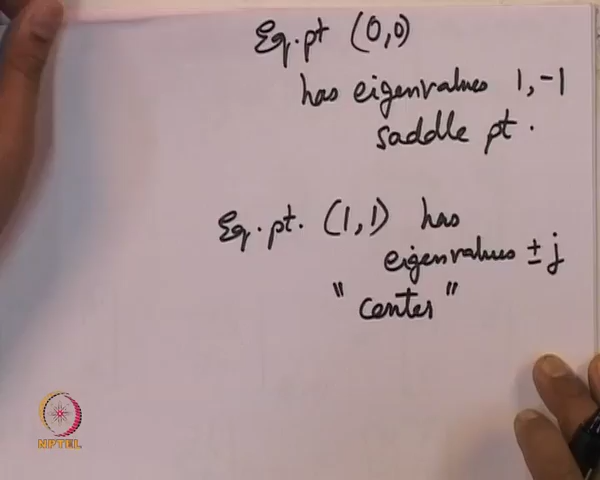 Eq.pt (0,0)
has eigenvalues 1,-1
saddle pt.
Eq.pt. (1,1) has
eigenvalues ± j
"center"
NPTEL